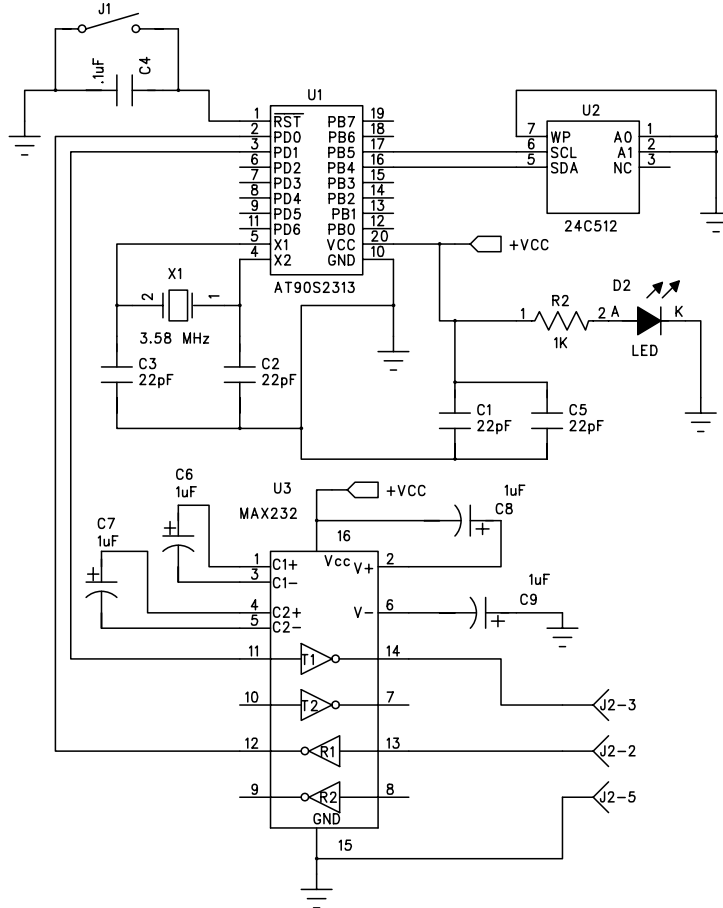 J1
.1uF
C4
U1
AT90S2313
1 RST PB7 19
2 PD0 PB6 18
3 PD1 PB5 17
6 PD2 PB4 16
7 PD3 PB3 15
8 PD4 PB2 14
9 PD5 PB1 13
11 PD6 PB0 12
5 X1 VCC 20
4 X2 GND 10
U2
7 WP A0 1
6 SCL A1 2
5 SDA NC 3
24C512
+VCC
X1
2 1
3.58 MHz
C3
22pF
C2
22pF
R2
1 2
1K
D2
A K
LED
C1
22pF
C5
22pF
U3
MAX232
+VCC
C6
1uF
C7
1uF
1uF
C8
1uF
C9
16
Vcc
1 C1+ V+ 2
3 C1-
4 C2+ V- 6
5 C2-
11 T1 14
10 T2 7
12 R1 13
9 R2 8
GND
15
J2-3
J2-2
J2-5